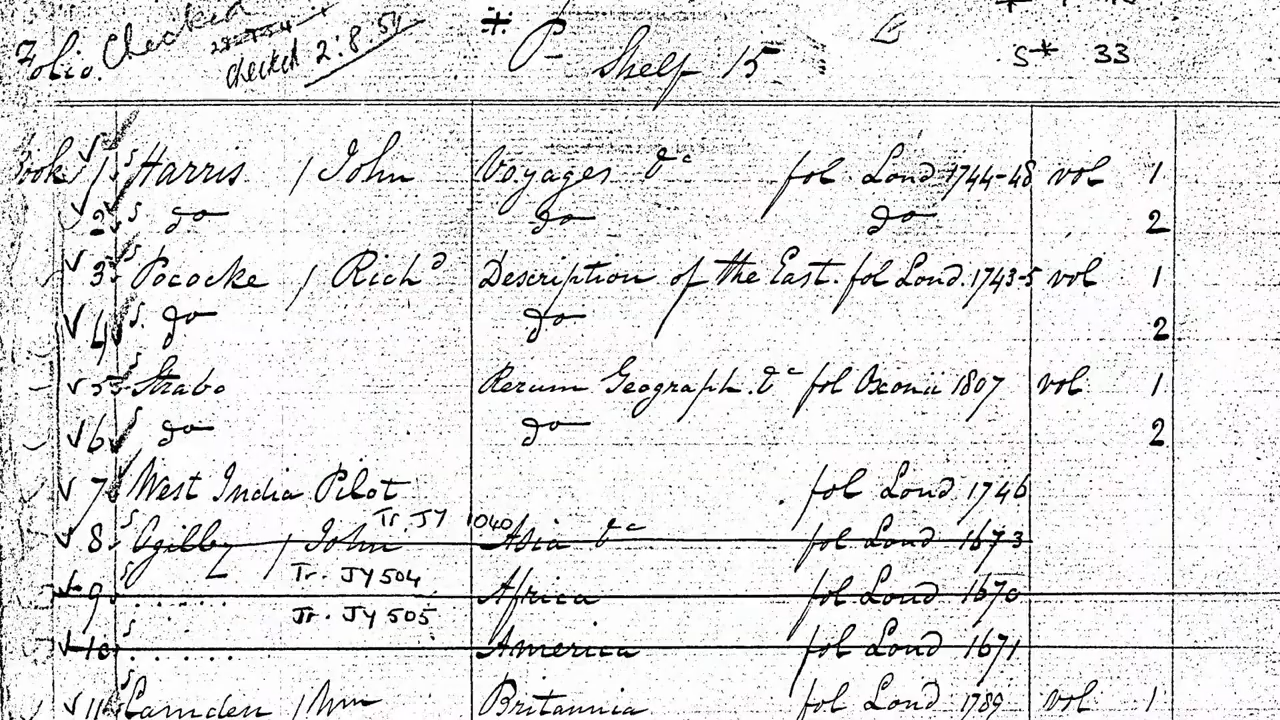 Folio. Checked
checked 2:8.54
P Shelf 15
S* 33
Book 1 Harris / John Voyages &c fol Lond 1744-48 vol 1
2 do do do 2
3 Pococke / Richd Description of the East. fol Lond. 1743-5 vol 1
4 do do 2
5 Strabo Rerum Geograph. &c fol Oxonii 1807 vol 1
6 do do 2
7 West India Pilot fol Lond 1746
Tr. JY 1040
8 Ogilby / John Asia &c fol Lond 1673
Tr. JY 504
9 . . . . . . Africa fol Lond 1670
Tr. JY 505
10 . . . . . America fol Lond 1671
11 Camden / Wm Britannia fol Lond 1789 vol 1